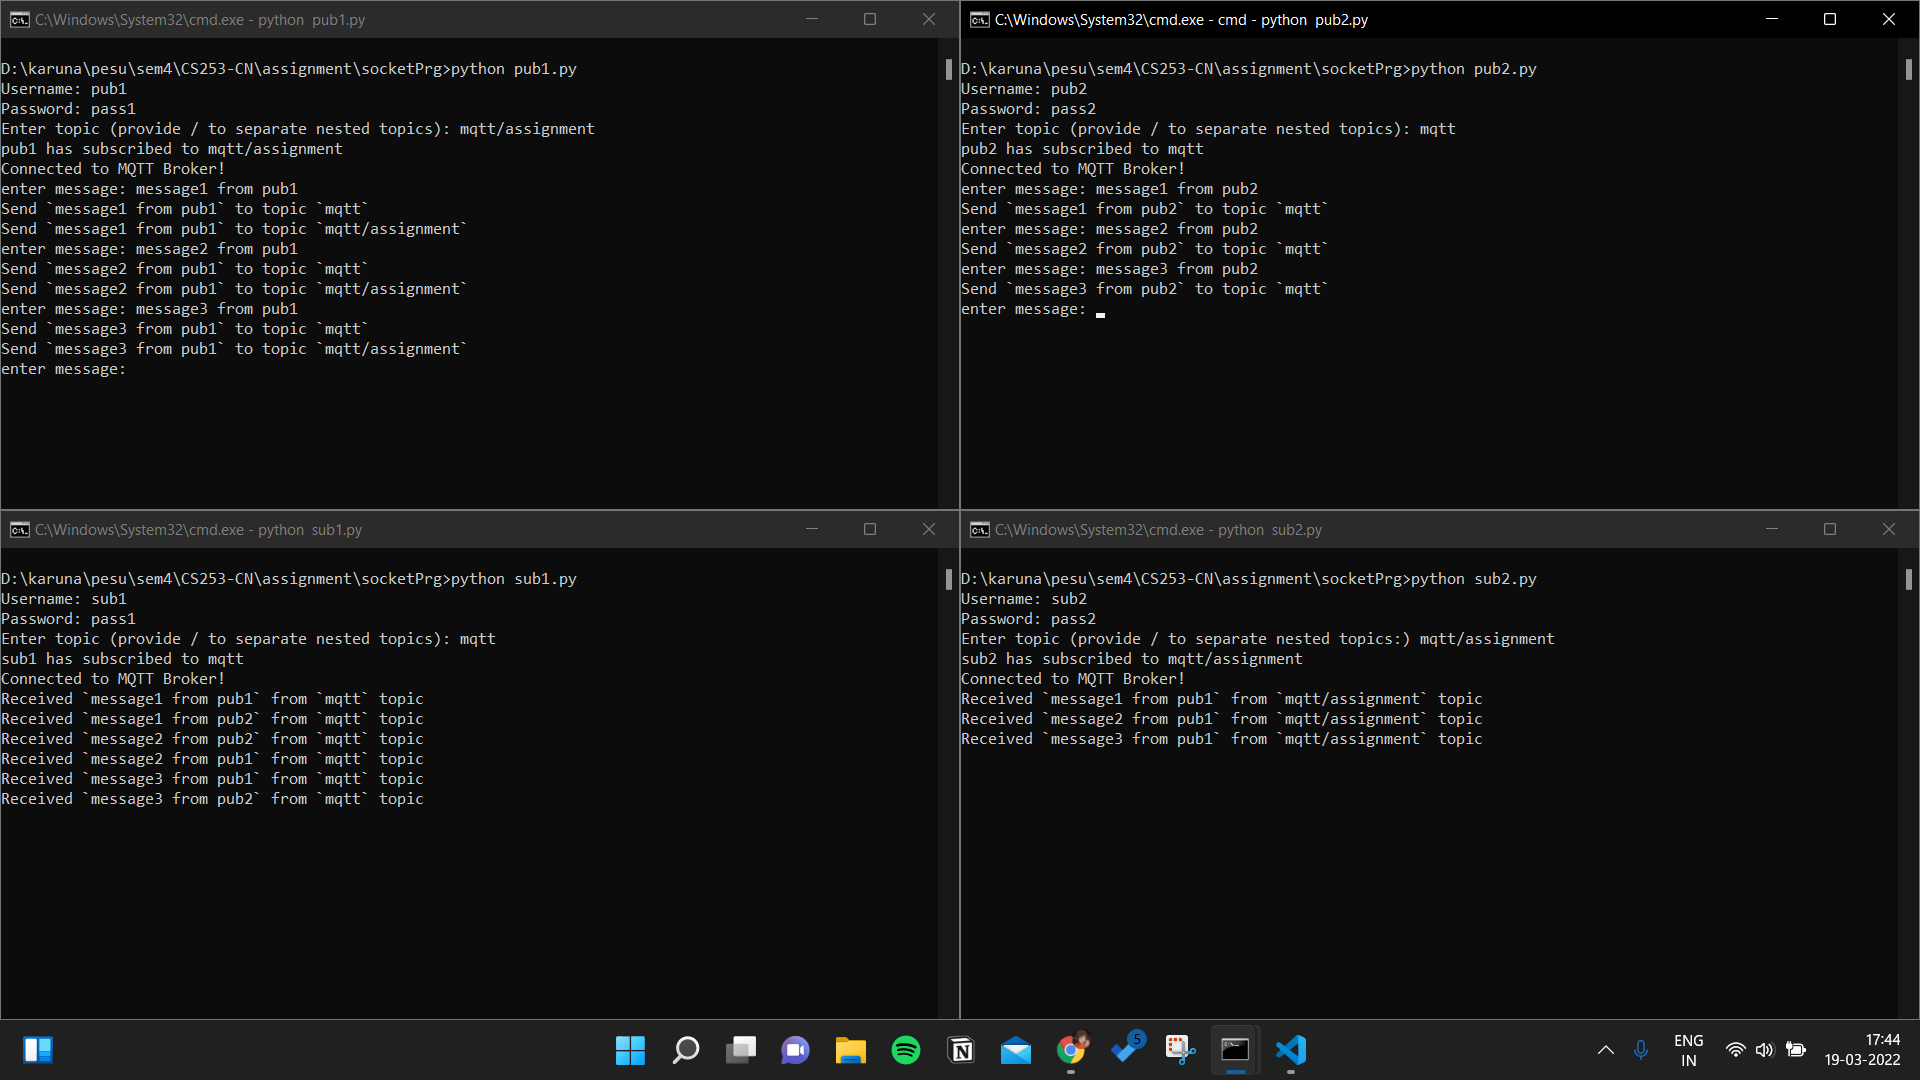 C:\Windows\System32\cmd.exe - python  pub1.py
D:\karuna\pesu\sem4\CS253-CN\assignment\socketPrg>python pub1.py
Username: pub1
Password: pass1
Enter topic (provide / to separate nested topics): mqtt/assignment
pub1 has subscribed to mqtt/assignment
Connected to MQTT Broker!
enter message: message1 from pub1
Send `message1 from pub1` to topic `mqtt`
Send `message1 from pub1` to topic `mqtt/assignment`
enter message: message2 from pub1
Send `message2 from pub1` to topic `mqtt`
Send `message2 from pub1` to topic `mqtt/assignment`
enter message: message3 from pub1
Send `message3 from pub1` to topic `mqtt`
Send `message3 from pub1` to topic `mqtt/assignment`
enter message:
C:\Windows\System32\cmd.exe - cmd - python  pub2.py
D:\karuna\pesu\sem4\CS253-CN\assignment\socketPrg>python pub2.py
Username: pub2
Password: pass2
Enter topic (provide / to separate nested topics): mqtt
pub2 has subscribed to mqtt
Connected to MQTT Broker!
enter message: message1 from pub2
Send `message1 from pub2` to topic `mqtt`
enter message: message2 from pub2
Send `message2 from pub2` to topic `mqtt`
enter message: message3 from pub2
Send `message3 from pub2` to topic `mqtt`
enter message:
C:\Windows\System32\cmd.exe - python  sub1.py
D:\karuna\pesu\sem4\CS253-CN\assignment\socketPrg>python sub1.py
Username: sub1
Password: pass1
Enter topic (provide / to separate nested topics): mqtt
sub1 has subscribed to mqtt
Connected to MQTT Broker!
Received `message1 from pub1` from `mqtt` topic
Received `message1 from pub2` from `mqtt` topic
Received `message2 from pub2` from `mqtt` topic
Received `message2 from pub1` from `mqtt` topic
Received `message3 from pub1` from `mqtt` topic
Received `message3 from pub2` from `mqtt` topic
C:\Windows\System32\cmd.exe - python  sub2.py
D:\karuna\pesu\sem4\CS253-CN\assignment\socketPrg>python sub2.py
Username: sub2
Password: pass2
Enter topic (provide / to separate nested topics:) mqtt/assignment
sub2 has subscribed to mqtt/assignment
Connected to MQTT Broker!
Received `message1 from pub1` from `mqtt/assignment` topic
Received `message2 from pub1` from `mqtt/assignment` topic
Received `message3 from pub1` from `mqtt/assignment` topic
5
ENG
IN
17:44
19-03-2022